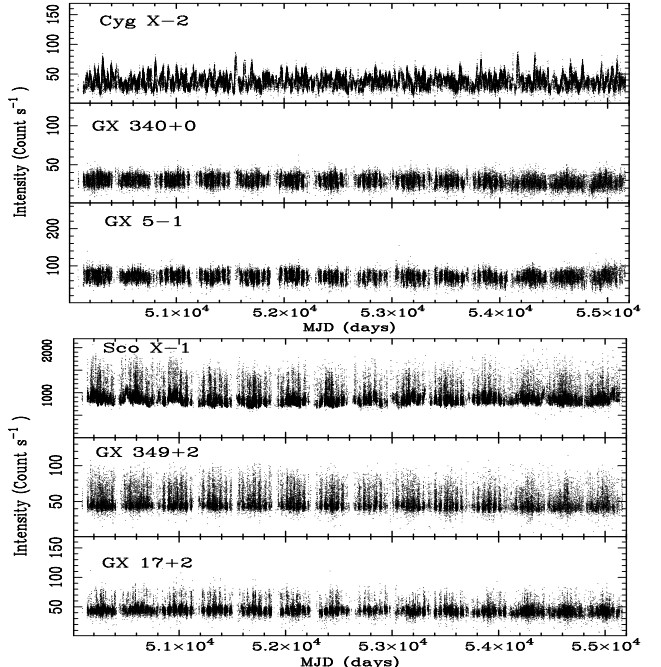 150
Cyg X−2
100
50
GX 340+0
100
50
GX 5−1
200
100
Intensity (Count s⁻¹)
5.1×10⁴ 5.2×10⁴ 5.3×10⁴ 5.4×10⁴ 5.5×10⁴
MJD (days)
Sco X−1
2000
1000
GX 349+2
100
50
GX 17+2
150
100
50
Intensity (Count s⁻¹)
5.1×10⁴ 5.2×10⁴ 5.3×10⁴ 5.4×10⁴ 5.5×10⁴
MJD (days)